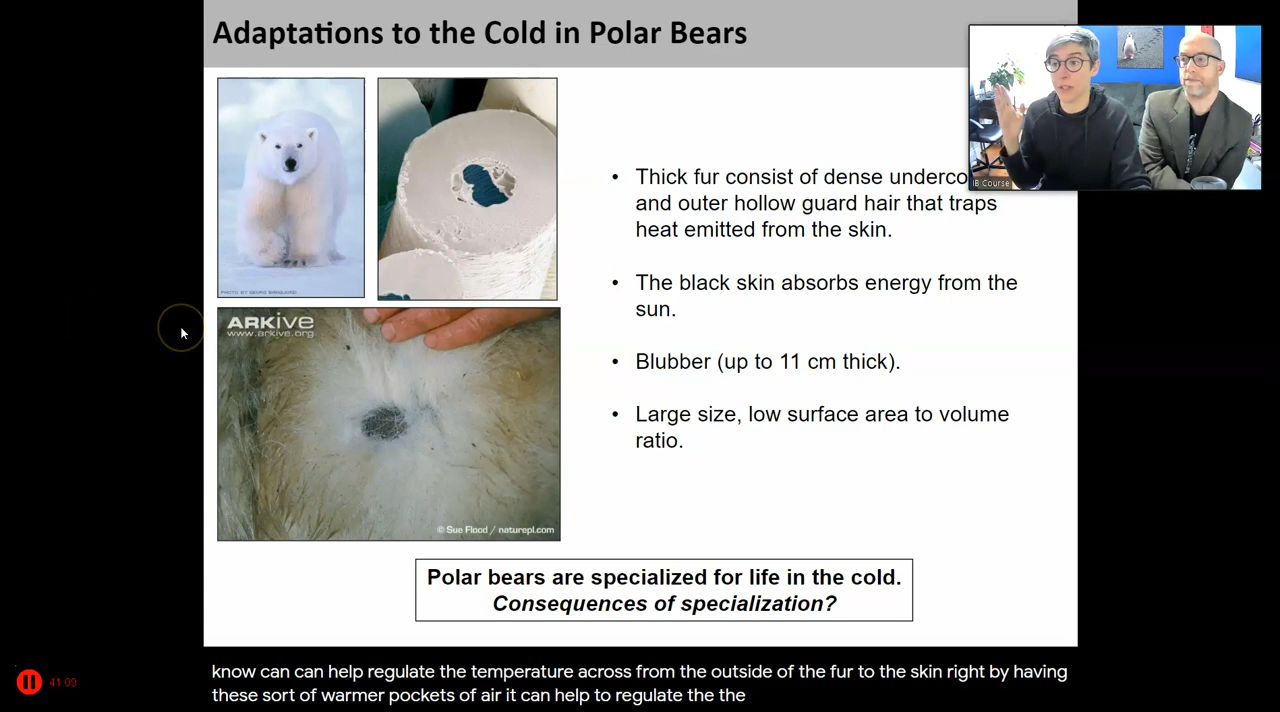 Adaptations to the Cold in Polar Bears
IB Course
ARKive
www.arkive.org
© Sue Flood / naturepl.com
• Thick fur consist of dense underco
and outer hollow guard hair that traps
heat emitted from the skin.
• The black skin absorbs energy from the
sun.
• Blubber (up to 11 cm thick).
• Large size, low surface area to volume
ratio.
Polar bears are specialized for life in the cold.
Consequences of specialization?
know can can help regulate the temperature across from the outside of the fur to the skin right by having
these sort of warmer pockets of air it can help to regulate the the
41:09